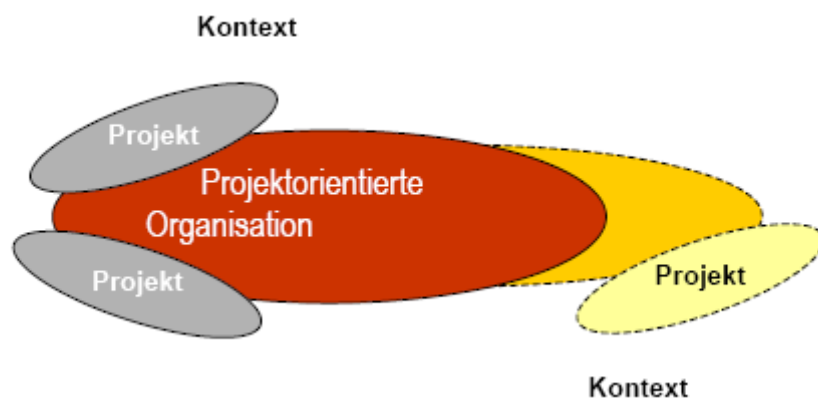 Kontext
Projekt
Projektorientierte
Organisation
Projekt
Projekt
Kontext